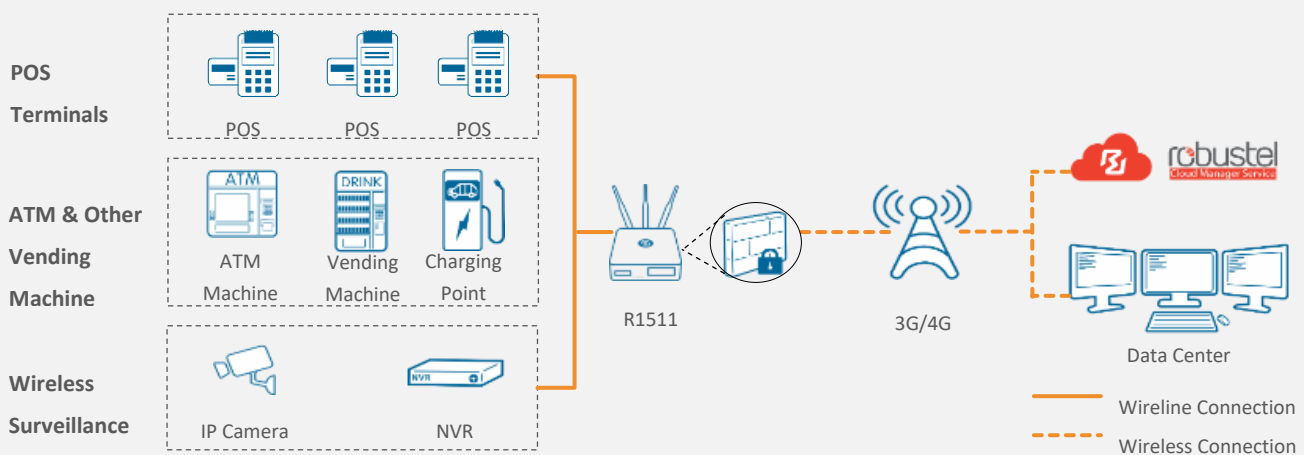 POS
Terminals
POS
POS
POS
ATM & Other
Vending
Machine
ATM
ATM
Machine
DRINK
Vending
Machine
Charging
Point
Wireless
Surveillance
IP Camera
NVR
NVR
R1511
3G/4G
robustel
Cloud Manager Service
Data Center
Wireline Connection
Wireless Connection